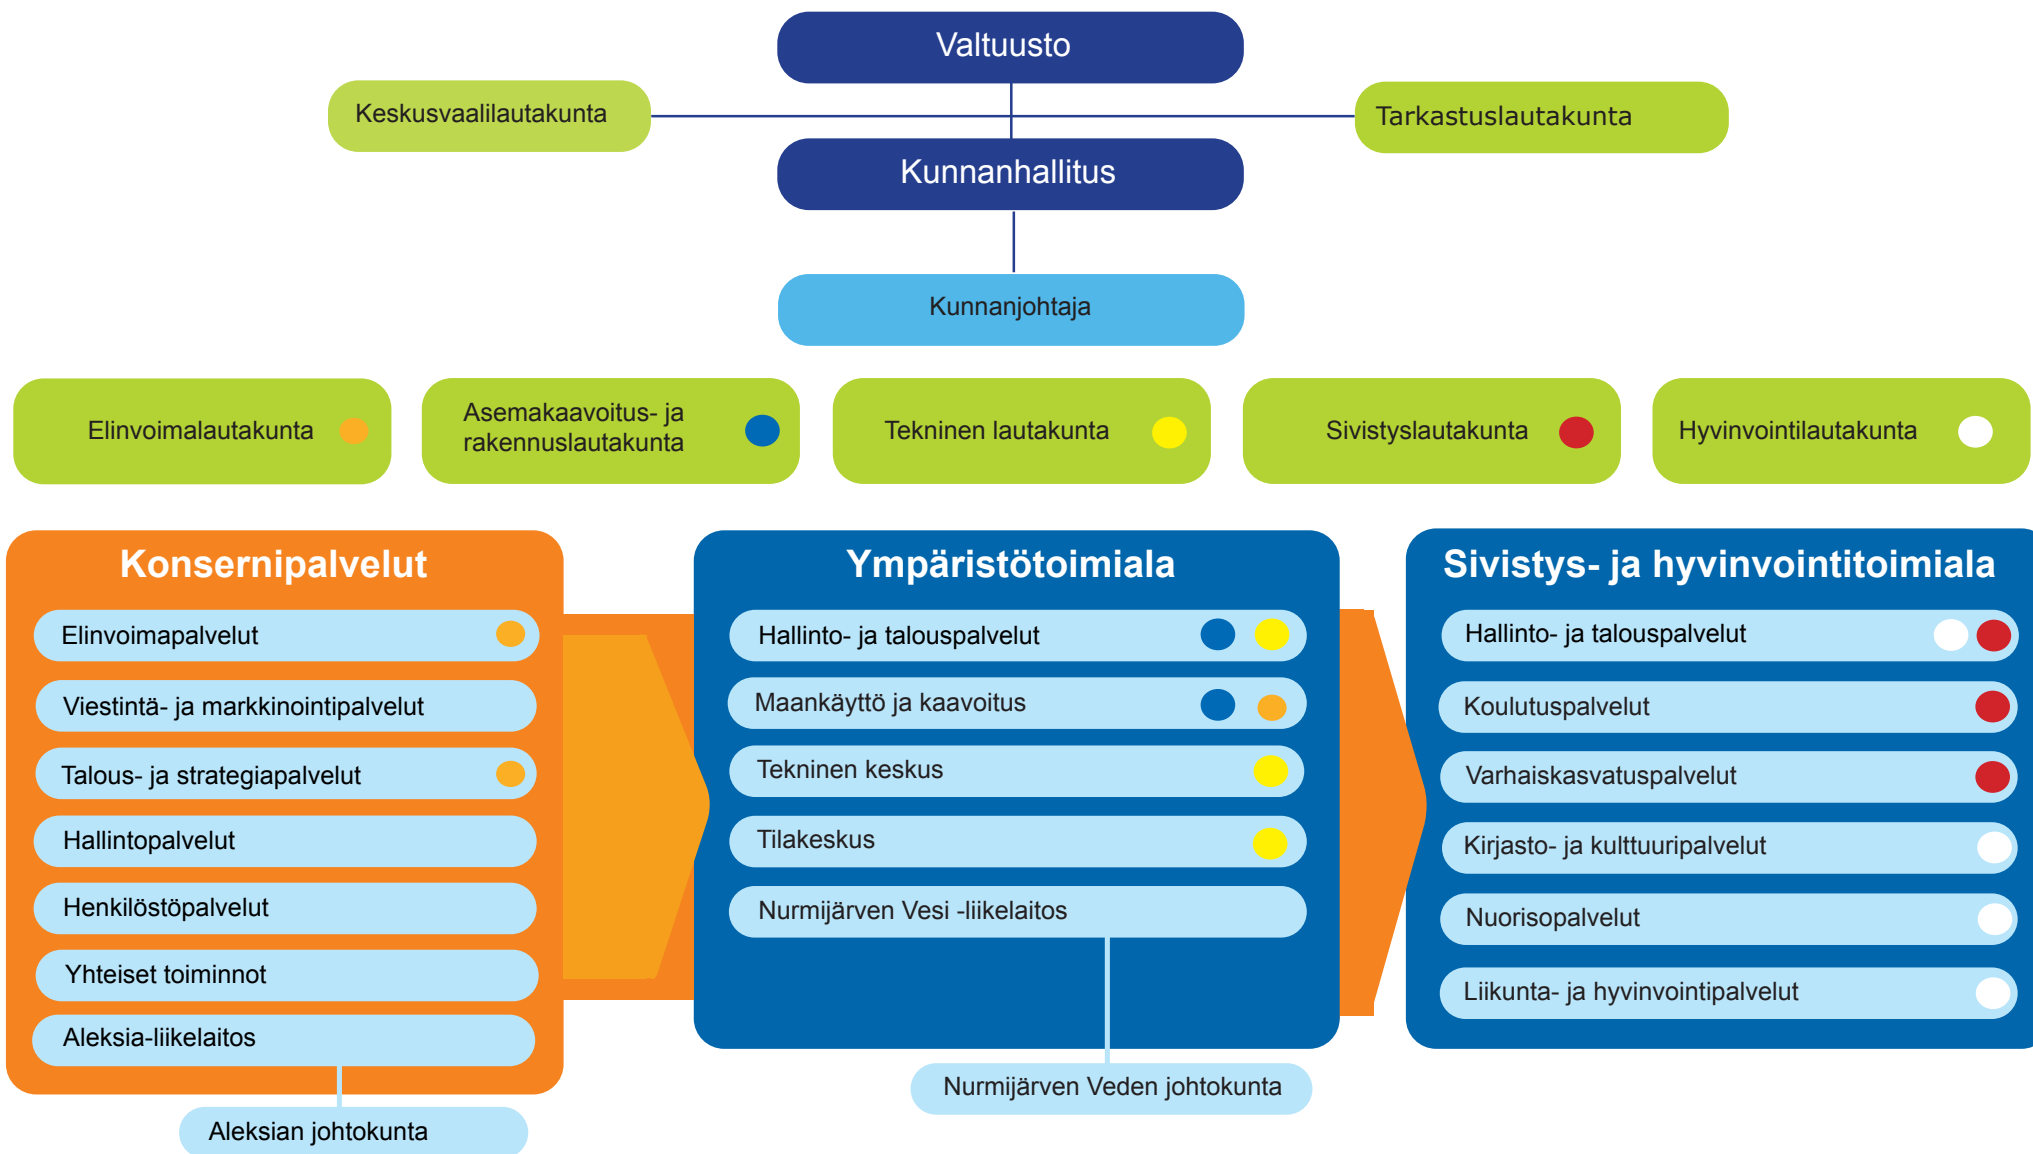 Valtuusto
Keskusvaalilautakunta
Tarkastuslautakunta
Kunnanhallitus
Kunnanjohtaja
Elinvoimalautakunta
Asemakaavoitus- ja
rakennuslautakunta
Tekninen lautakunta
Sivistyslautakunta
Hyvinvointilautakunta
Konsernipalvelut
Elinvoimapalvelut
Viestintä- ja markkinointipalvelut
Talous- ja strategiapalvelut
Hallintopalvelut
Henkilöstöpalvelut
Yhteiset toiminnot
Aleksia-liikelaitos
Aleksian johtokunta
Ympäristötoimiala
Hallinto- ja talouspalvelut
Maankäyttö ja kaavoitus
Tekninen keskus
Tilakeskus
Nurmijärven Vesi -liikelaitos
Nurmijärven Veden johtokunta
Sivistys- ja hyvinvointitoimiala
Hallinto- ja talouspalvelut
Koulutuspalvelut
Varhaiskasvatuspalvelut
Kirjasto- ja kulttuuripalvelut
Nuorisopalvelut
Liikunta- ja hyvinvointipalvelut